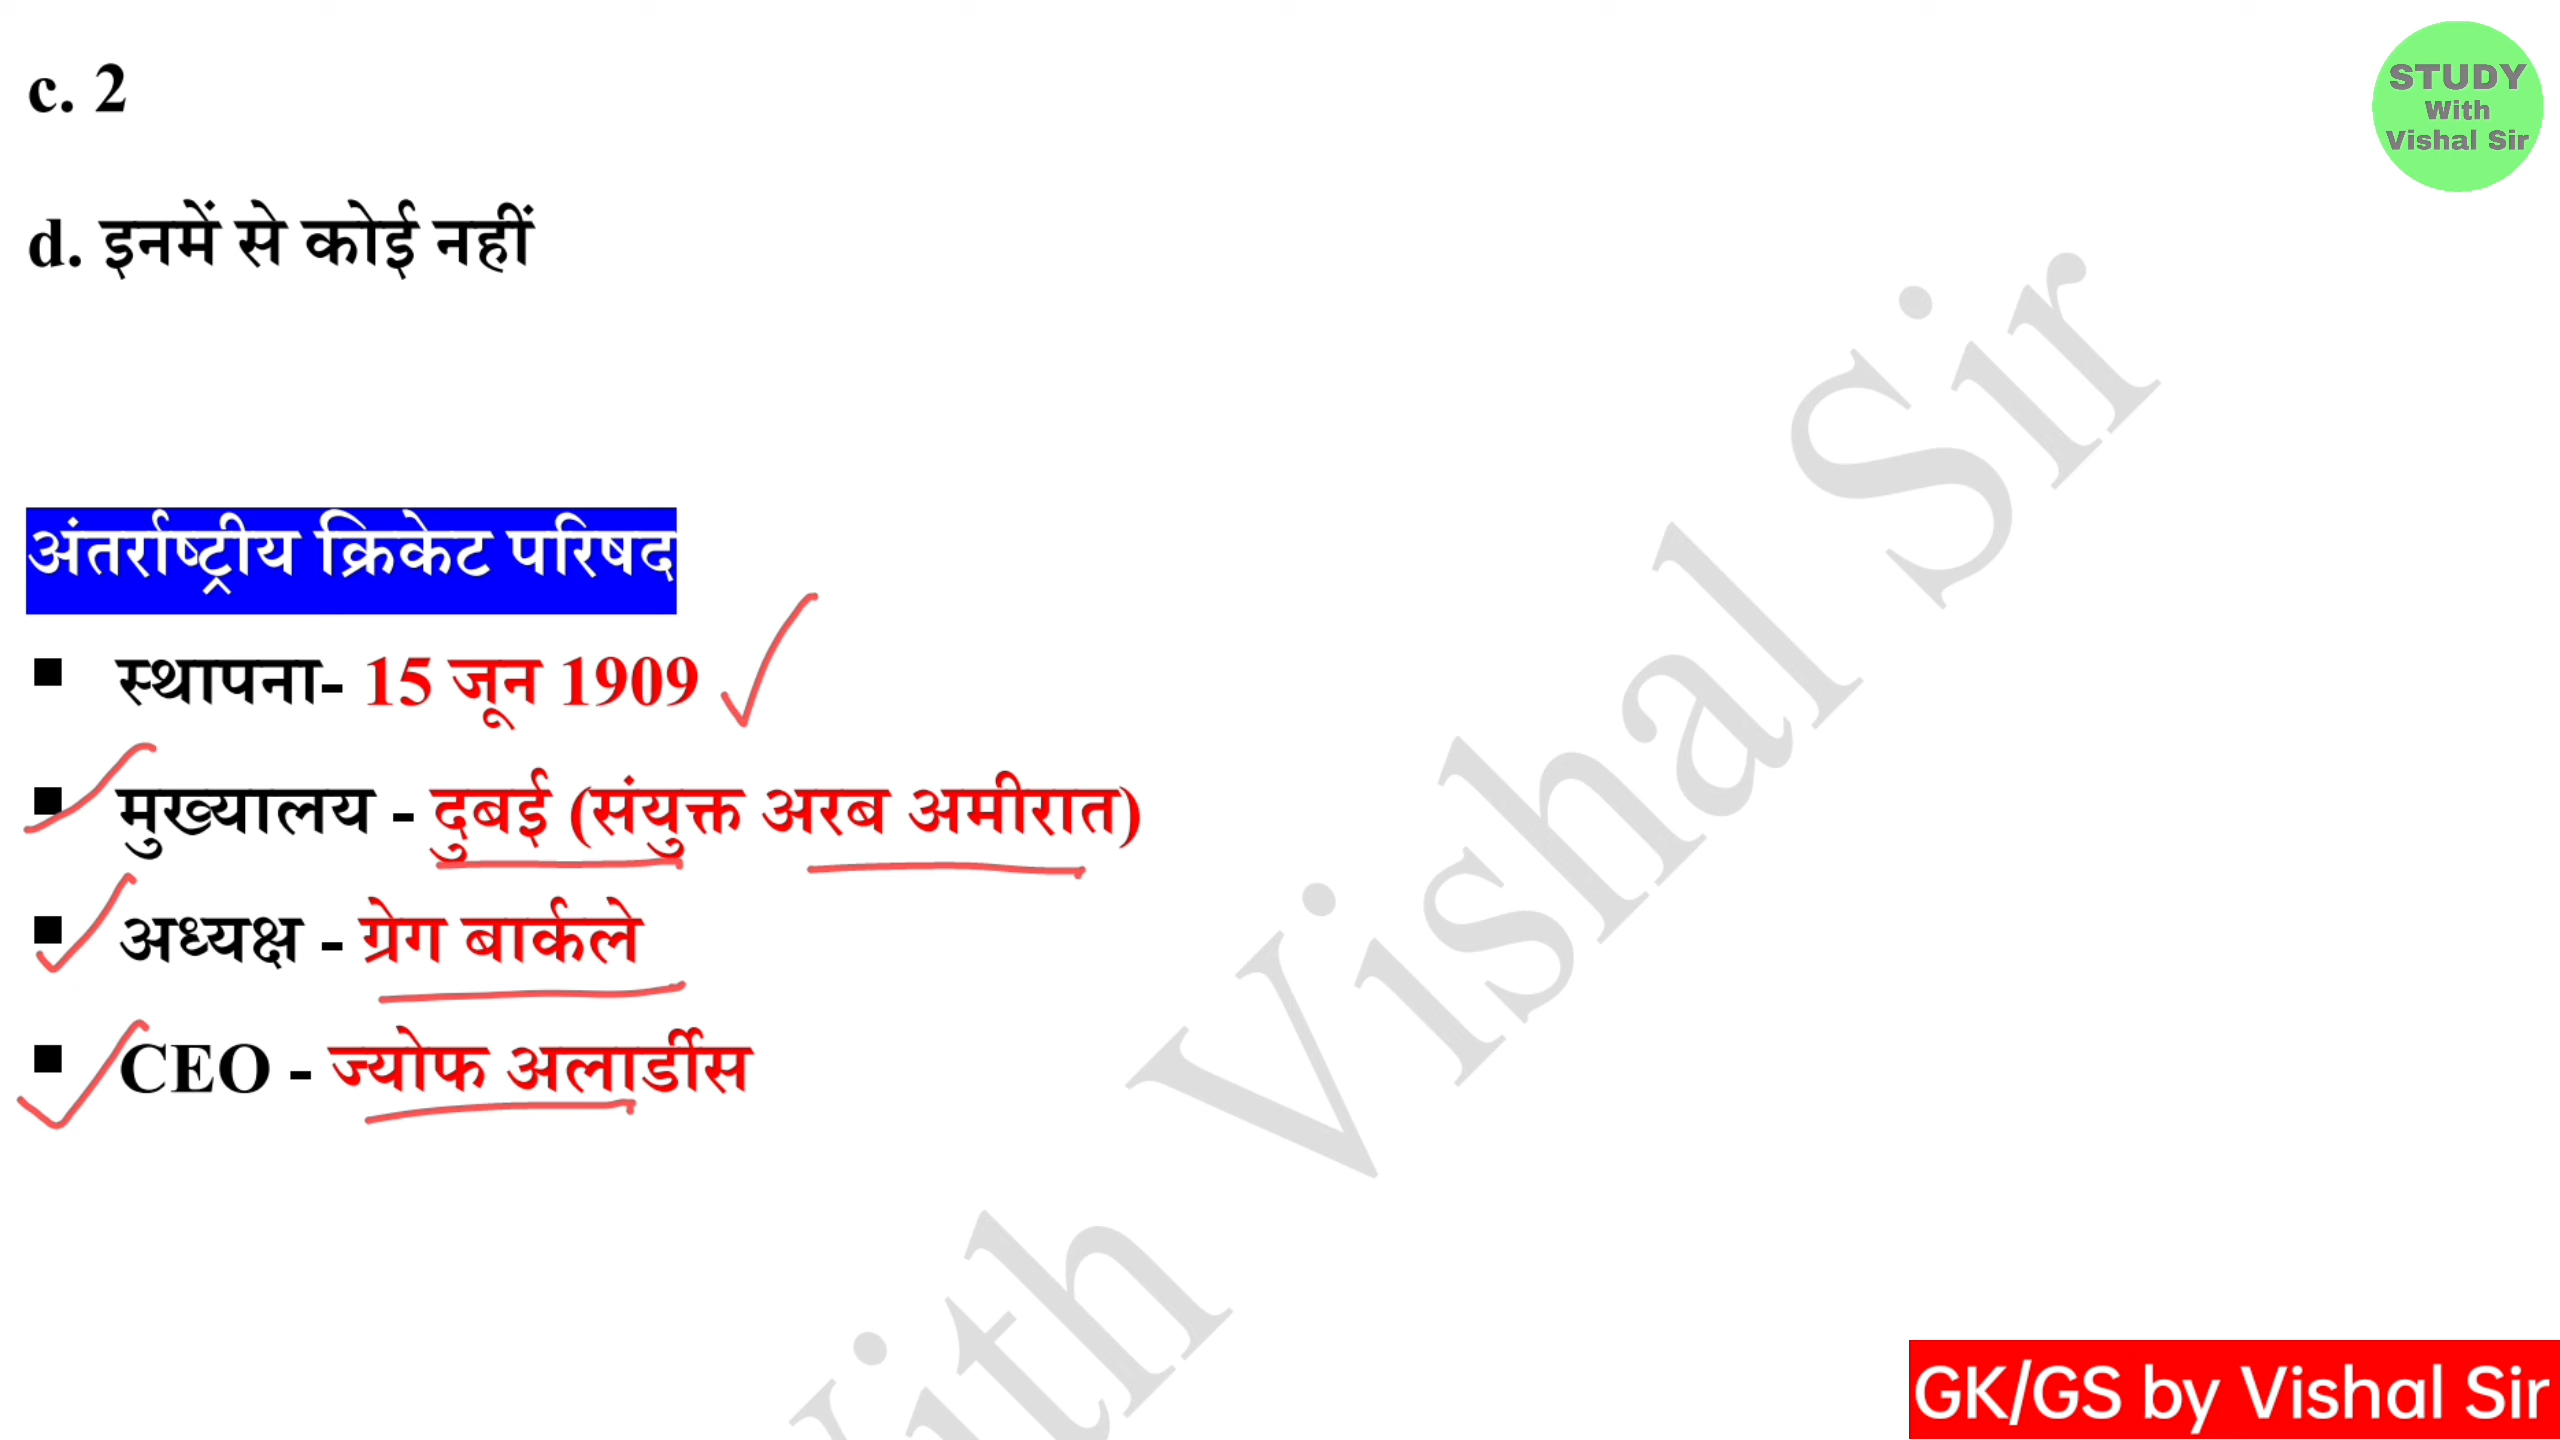 c. 2
STUDY
With
Vishal Sir
d. इनमें से कोई नहीं
अंतर्राष्ट्रीय क्रिकेट परिषद
स्थापना- 15 जून 1909
मुख्यालय - दुबई (संयुक्त अरब अमीरात)
अध्यक्ष - ग्रेग बार्कले
CEO - ज्योफ अलार्डीस
With Vishal Sir
GK/GS by Vishal Sir